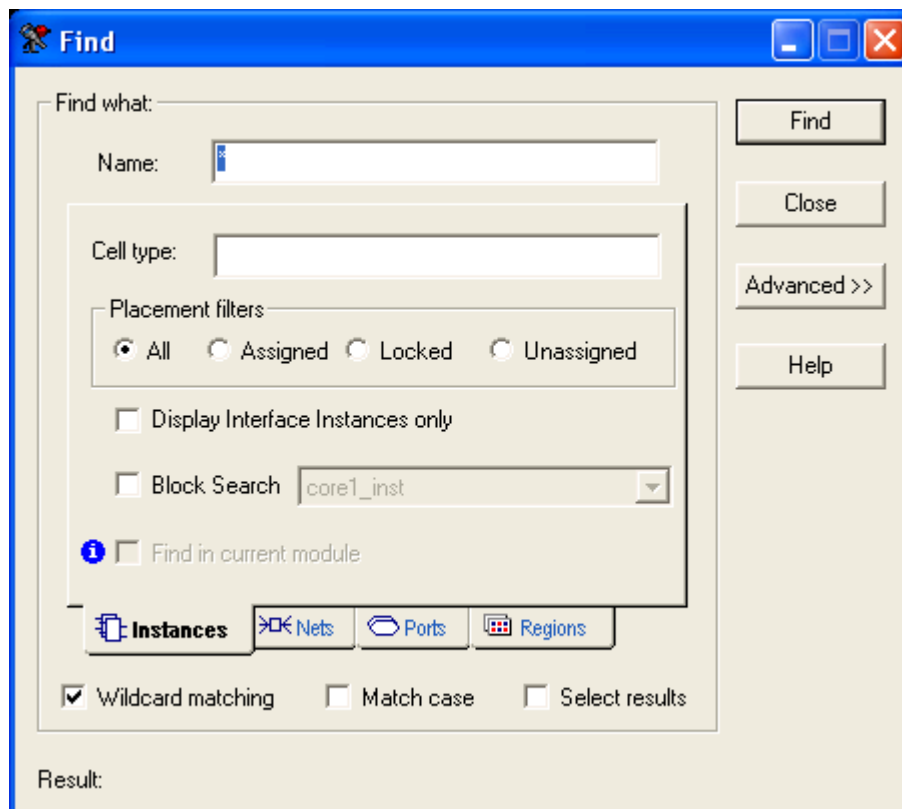 Find
Find what:
Name: *
Find
Close
Cell type:
Advanced >>
Placement filters
All Assigned Locked Unassigned
Help
Display Interface Instances only
Block Search core1_inst
Find in current module
Instances Nets Ports Regions
Wildcard matching Match case Select results
Result: